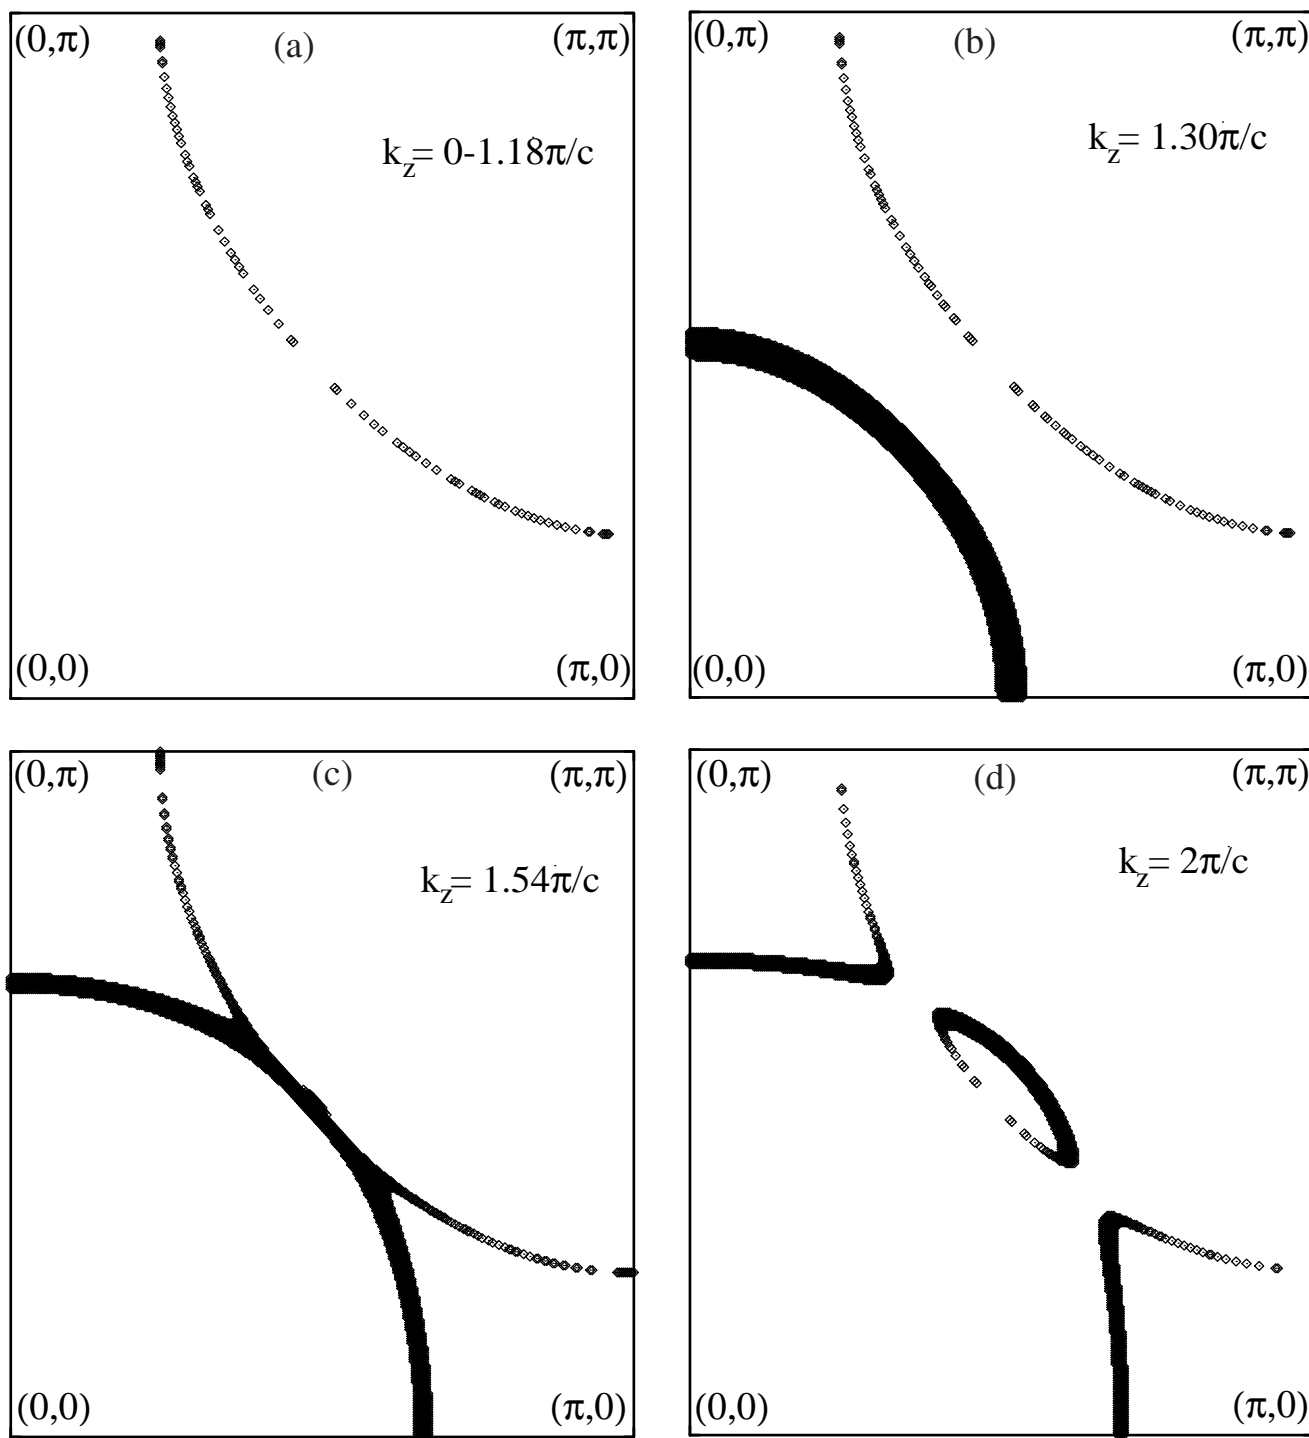 (0,π) (a) (π,π)
k_z= 0-1.18π/c
(0,0) (π,0)
(0,π) (b) (π,π)
k_z= 1.30π/c
(0,0) (π,0)
(0,π) (c) (π,π)
k_z= 1.54π/c
(0,0) (π,0)
(0,π) (d) (π,π)
k_z= 2π/c
(0,0) (π,0)